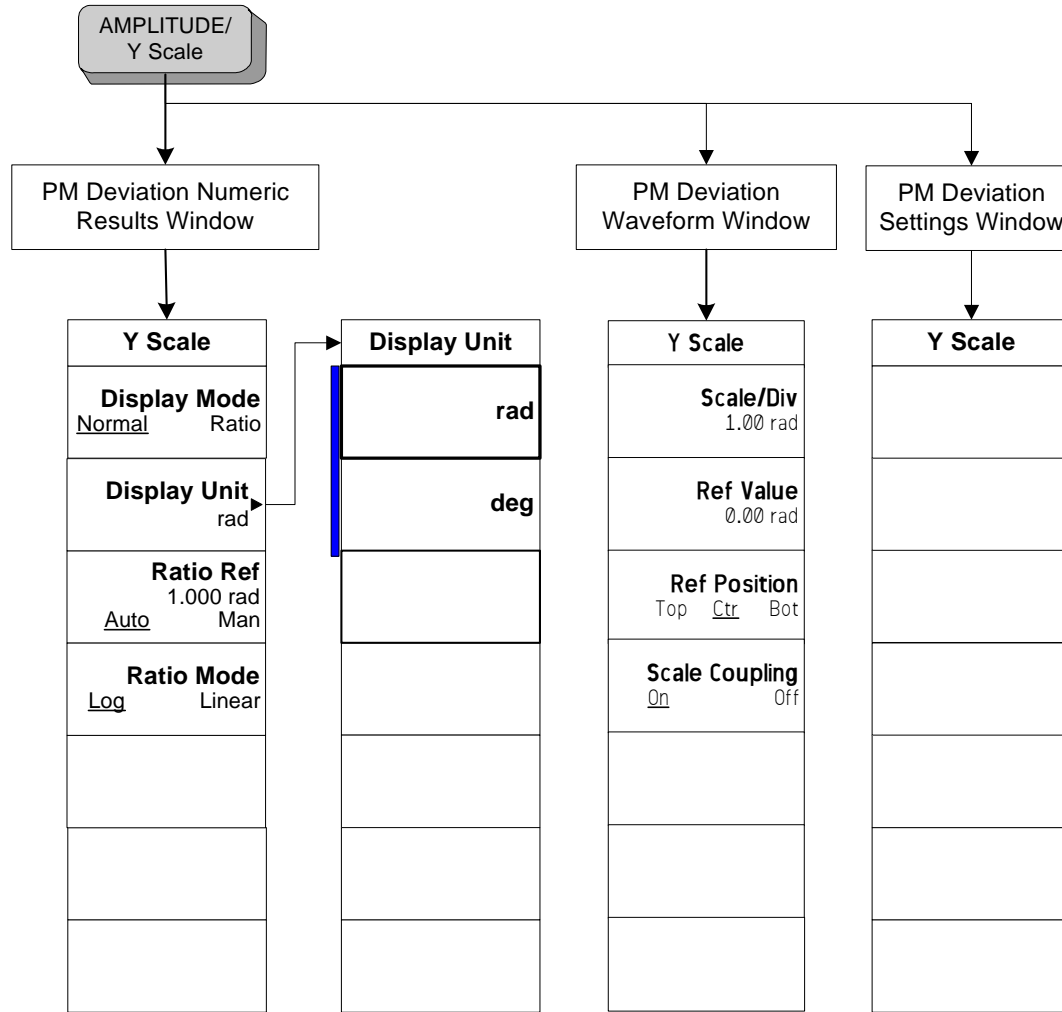 AMPLITUDE/
Y Scale
PM Deviation Numeric
Results Window
PM Deviation
Waveform Window
PM Deviation
Settings Window
Y Scale
Display Mode
Normal Ratio
Display Unit
rad
Ratio Ref
1.000 rad
Auto Man
Ratio Mode
Log Linear
Display Unit
rad
deg
Y Scale
Scale/Div
1.00 rad
Ref Value
0.00 rad
Ref Position
Top Ctr Bot
Scale Coupling
On Off
Y Scale